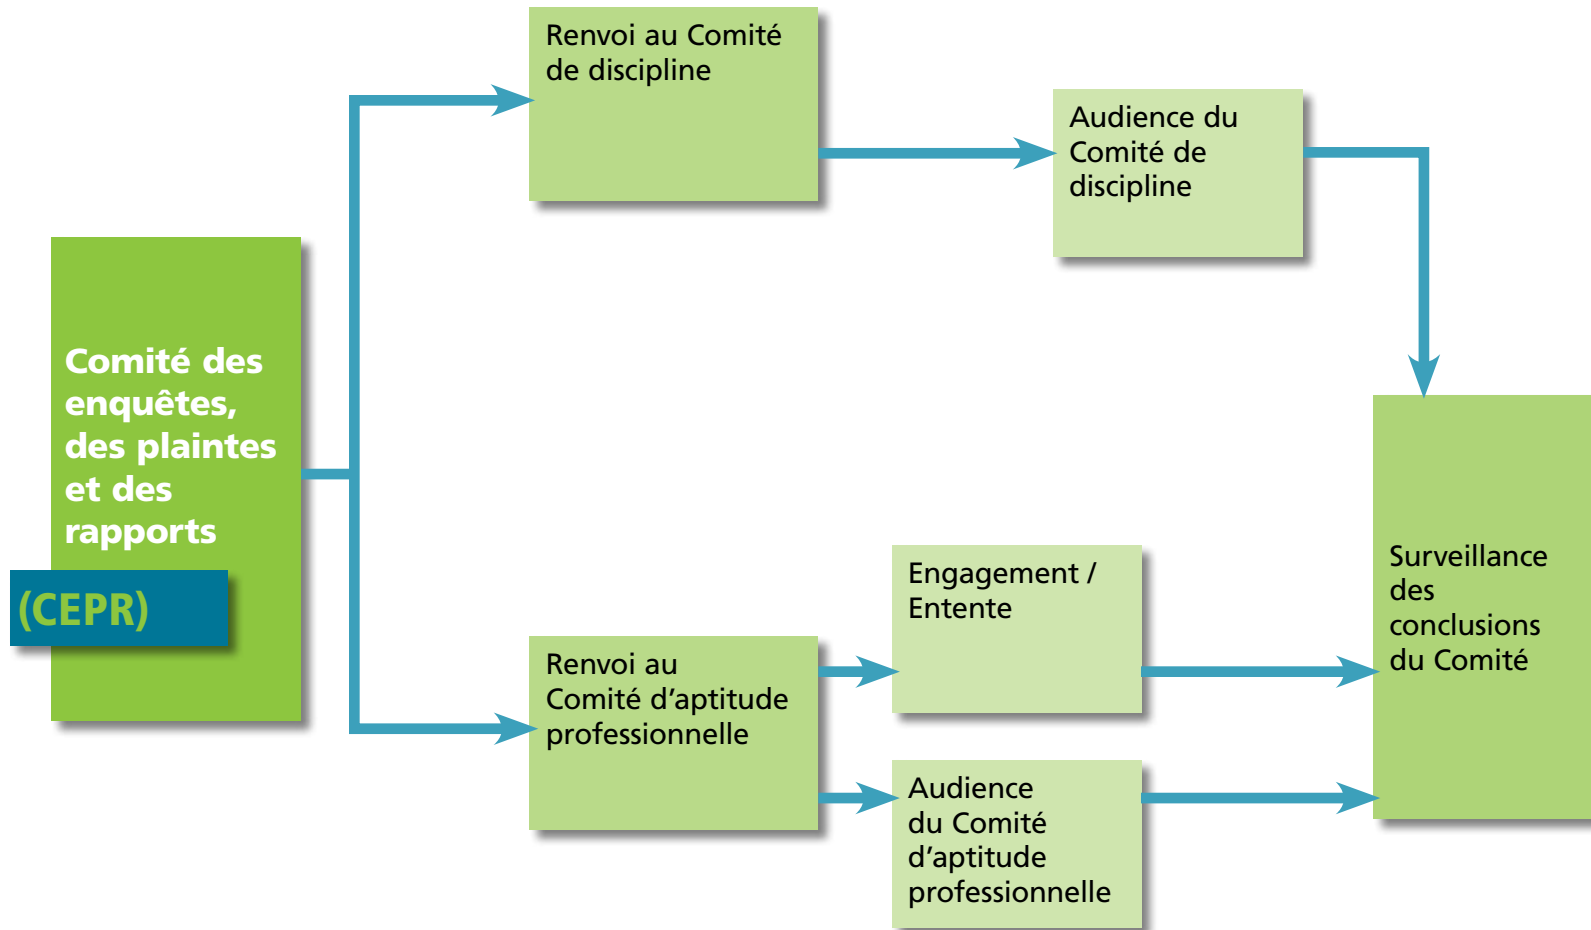 Renvoi au Comité
de discipline
Audience du
Comité de
discipline
Comité des
enquêtes,
des plaintes
et des
rapports
(CEPR)
Renvoi au
Comité d’aptitude
professionnelle
Engagement /
Entente
Audience
du Comité
d’aptitude
professionnelle
Surveillance
des
conclusions
du Comité